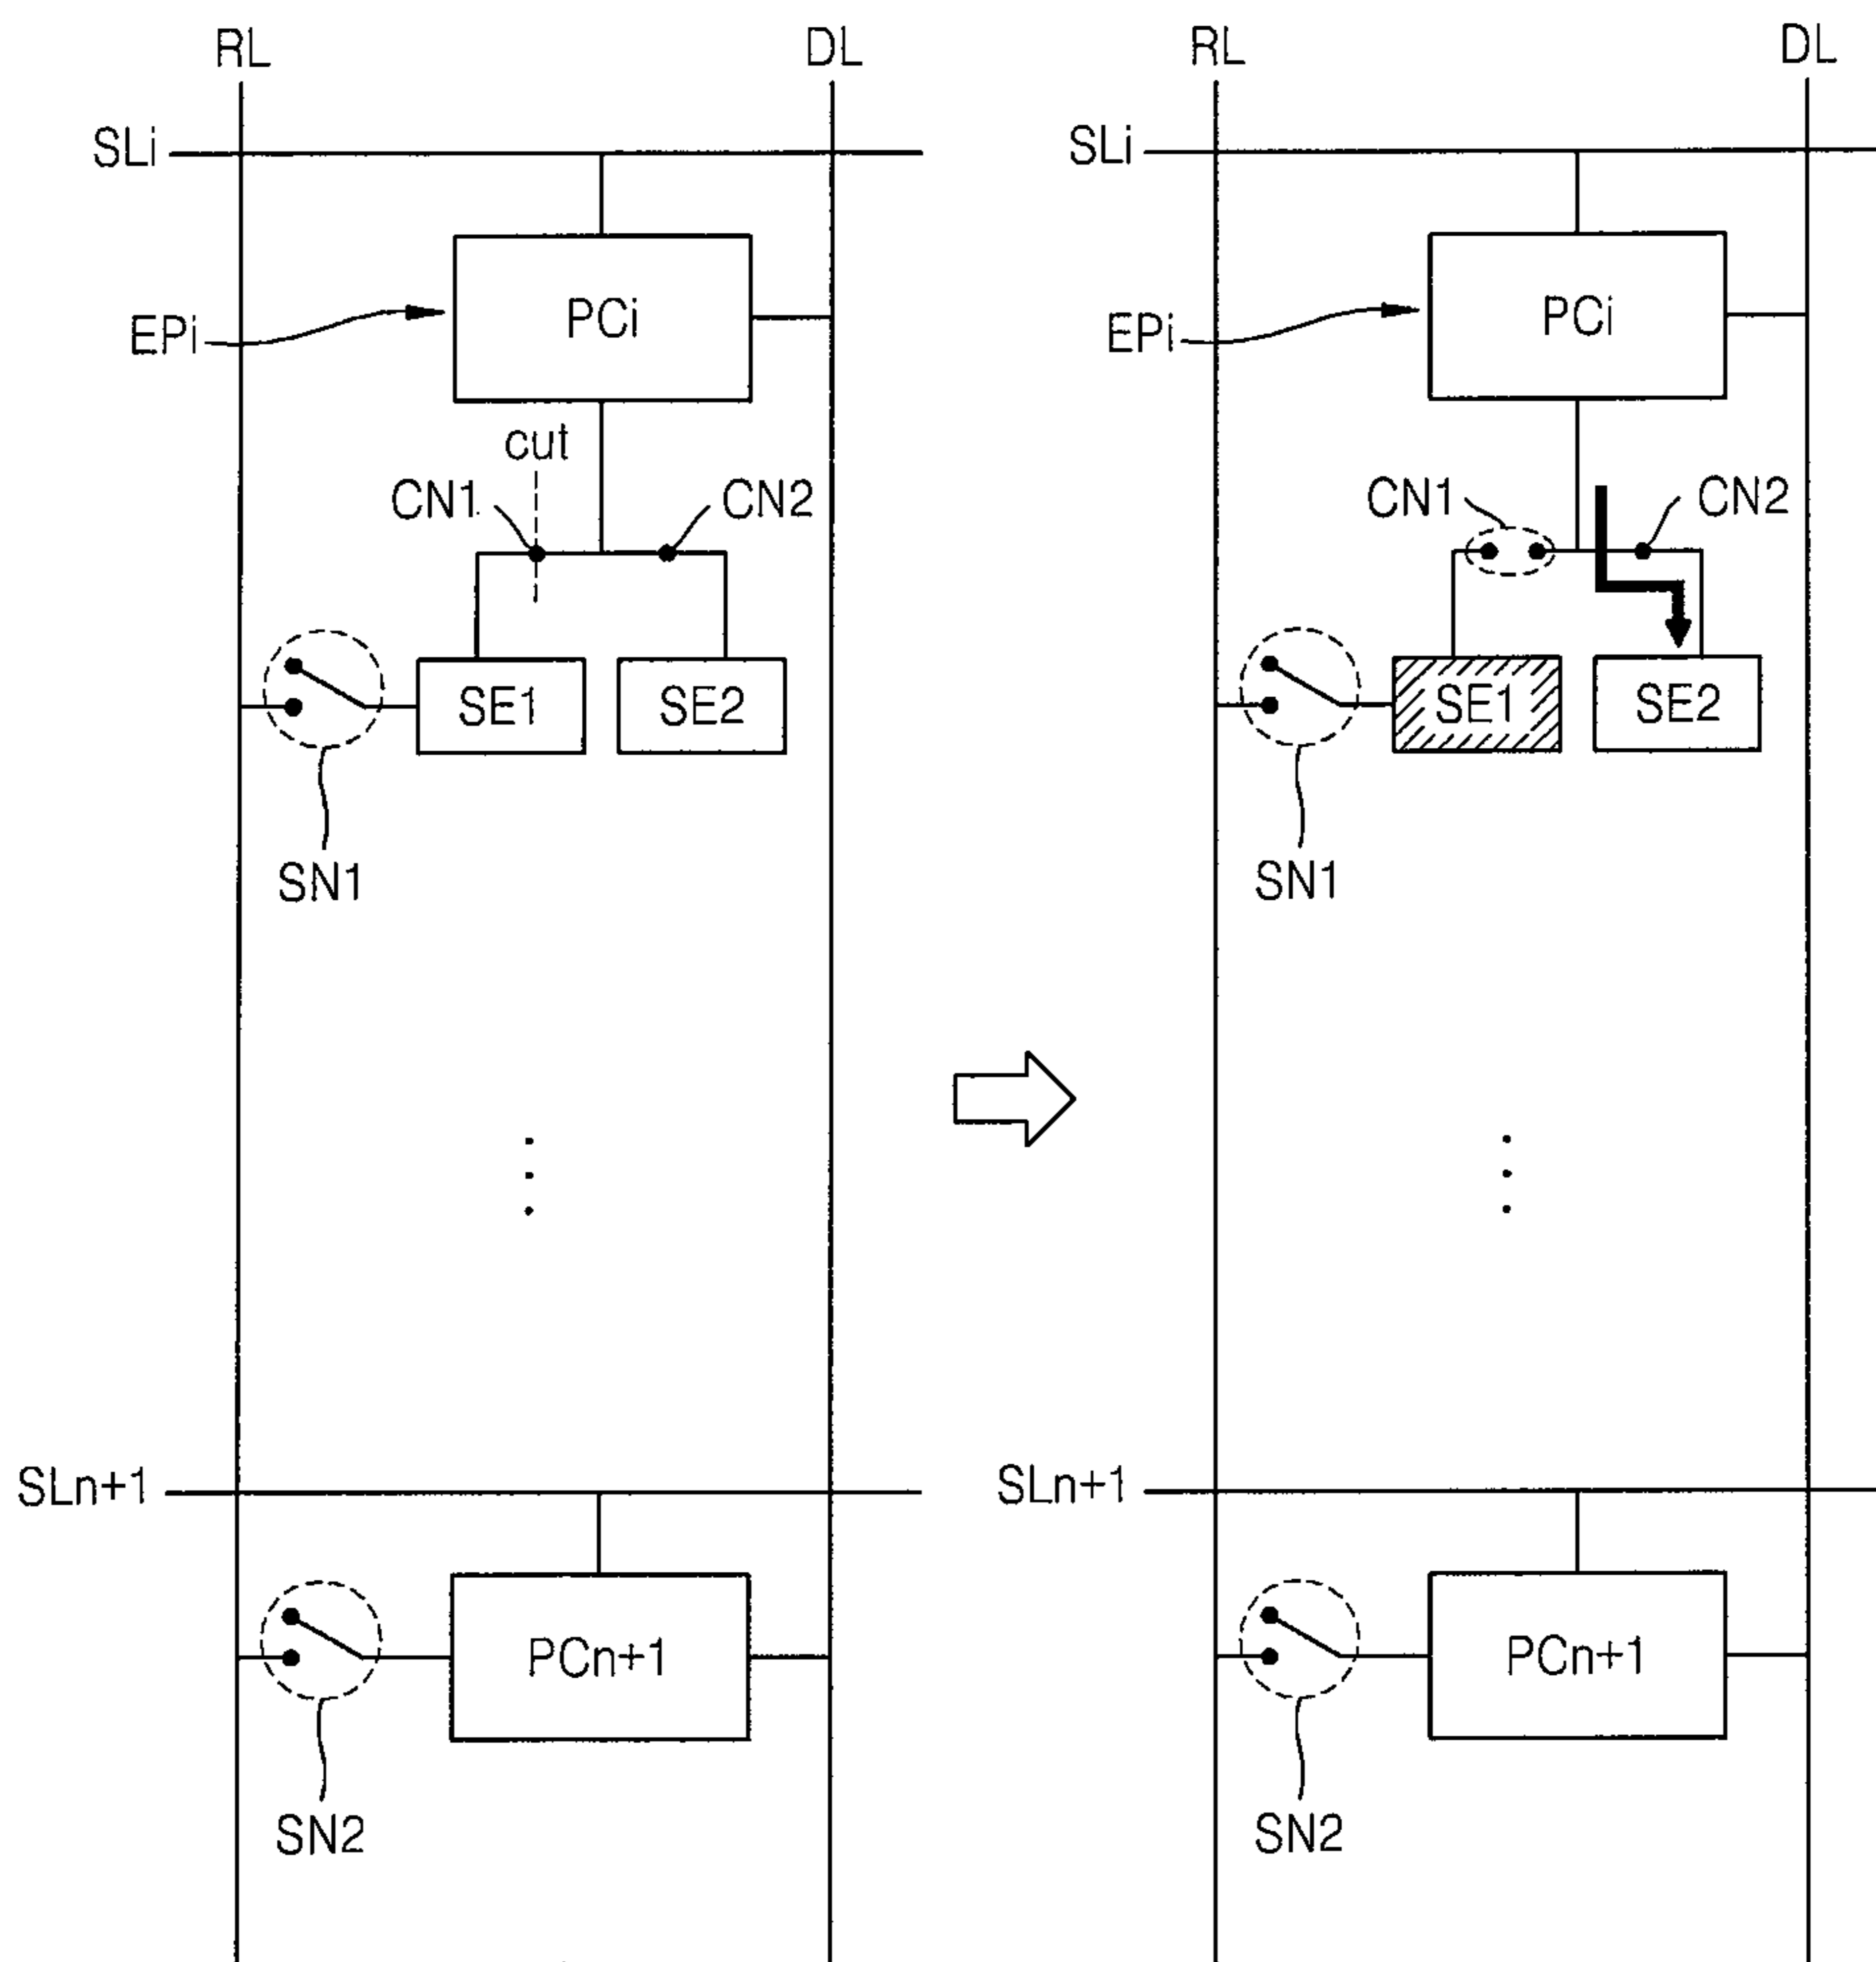 RL DL
SLi
PCi
EPi
cut
CN1 CN2
SE1 SE2
SN1
SLn+1
PCn+1
SN2
RL DL
SLi
PCi
EPi
CN1 CN2
SE1 SE2
SN1
SLn+1
PCn+1
SN2